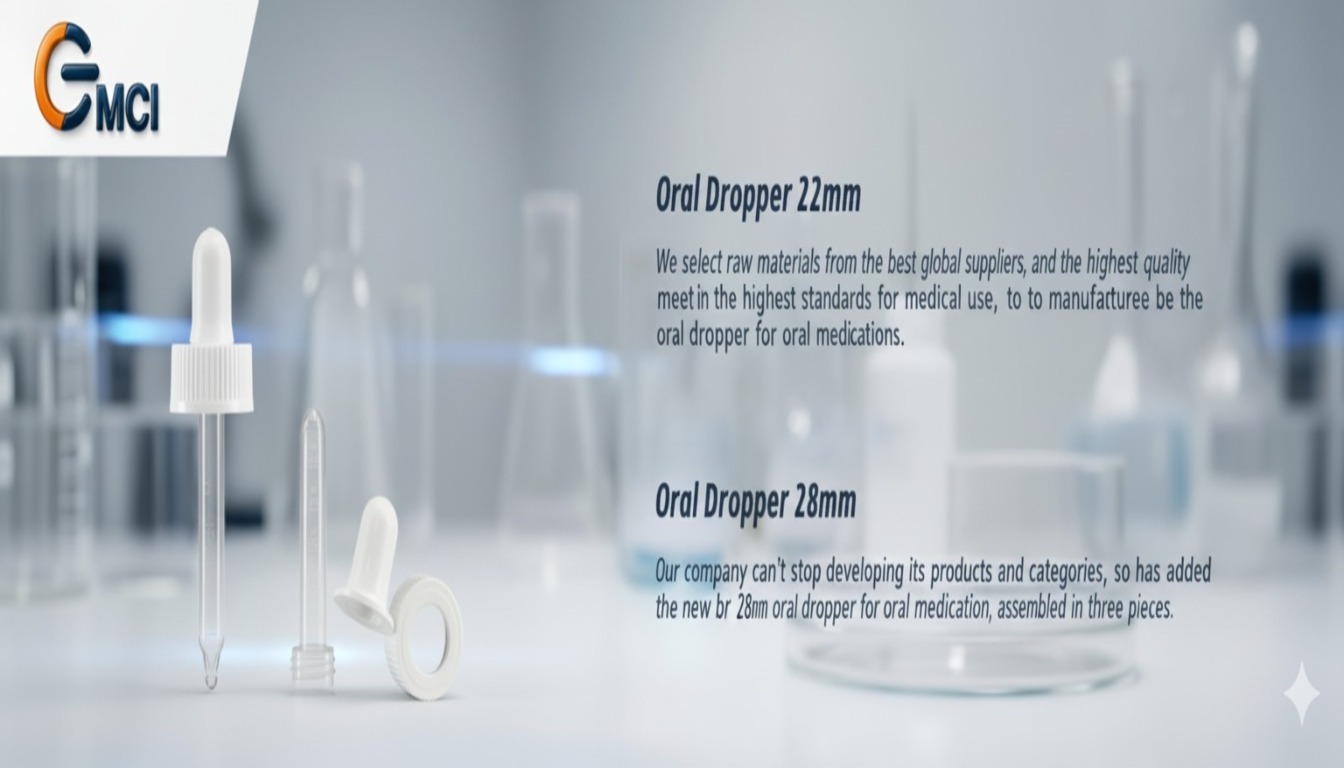 MCI
Oral Dropper 22mm
We select raw materials from the best global suppliers, and the highest quality
meet in the highest standards for medical use, to to manufarturee be the
oral dropper for oral medications.
Oral Dropper 28mm
Our company can't stop developing its products and categories, so has added
the new br 28mm oral dropper for oral medication, assembled in three pieces.